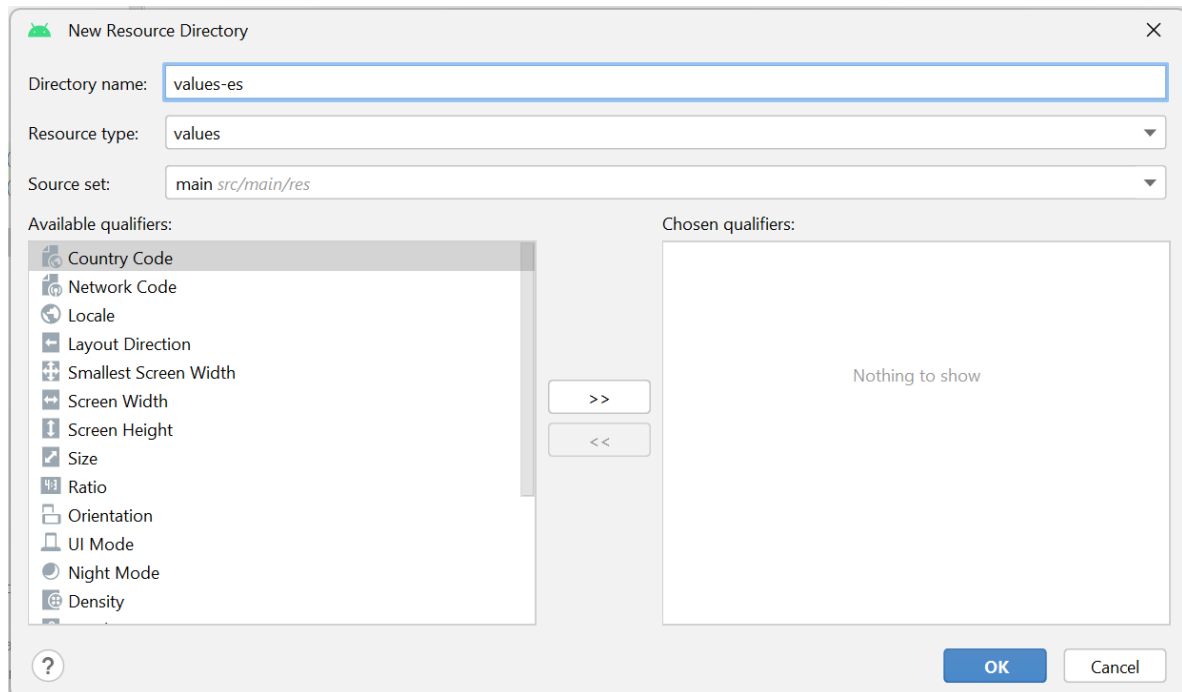 New Resource Directory
Directory name: values-es
Resource type: values
Source set: main src/main/res
Available qualifiers:
Chosen qualifiers:
Country Code
Network Code
Locale
Layout Direction
Smallest Screen Width
Screen Width
Screen Height
Size
Ratio
Orientation
UI Mode
Night Mode
Density
>>
<<
Nothing to show
?
OK
Cancel